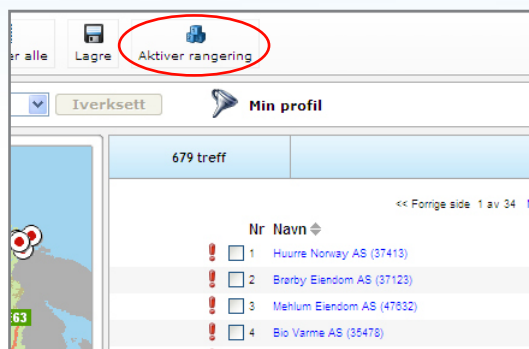 er alle Lagre Aktiver rangering
Iverksett Min profil
679 treff
<< Forrige side 1 av 34
Nr Navn
1 Huurre Norway AS (37413)
2 Brørby Eiendom AS (37123)
3 Mehlum Eiendom AS (47632)
63
4 Bio Varme AS (35478)